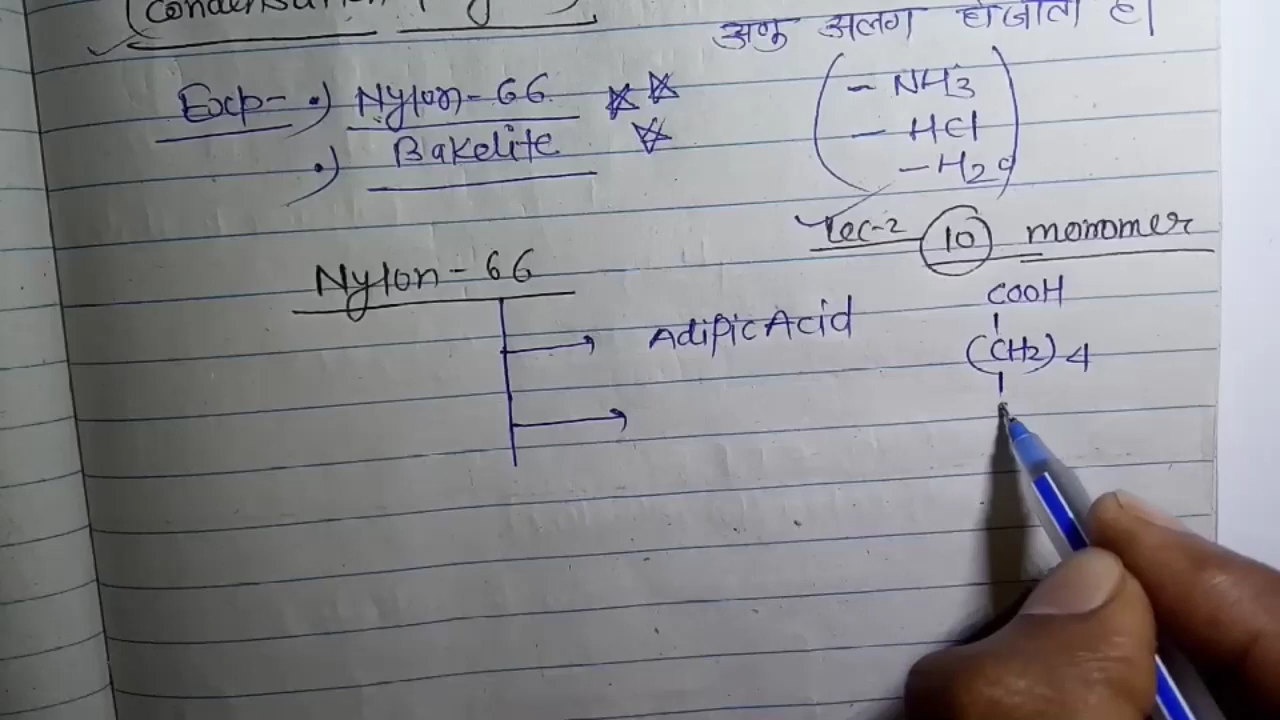 (Condensation
अणु अलग हो जाता है।
Exp- •) Nylon-66
•) Bakelite
- NH3
- HCl
- H2O
Lec-2 10 monomer
Nylon-66
Adipic Acid
COOH
(CH2)4